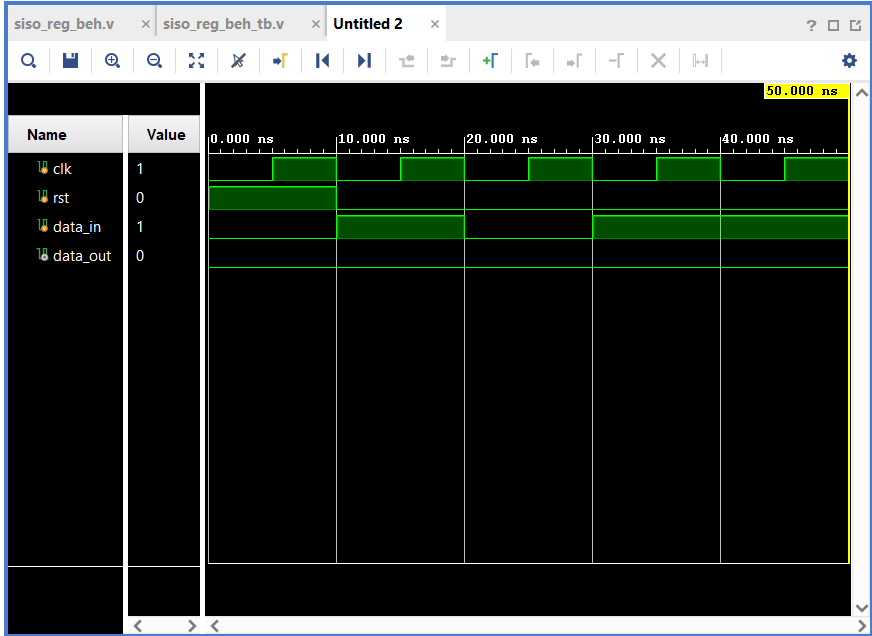 siso_reg_beh.v × siso_reg_beh_tb.v × Untitled 2 × ?
50.000 ns
Name Value
0.000 ns 10.000 ns 20.000 ns 30.000 ns 40.000 ns
clk 1
rst 0
data_in 1
data_out 0